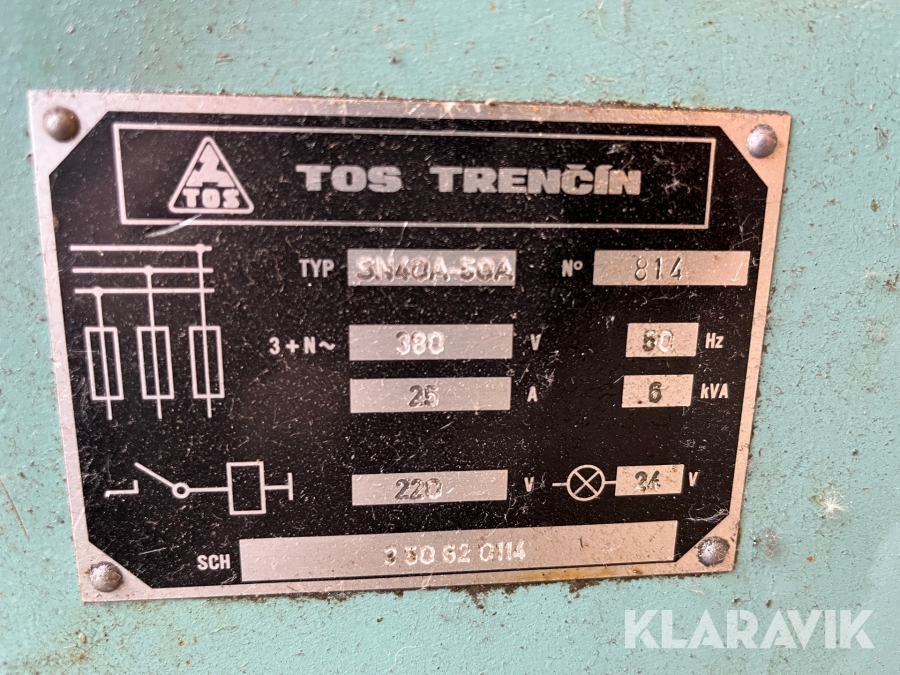 TOS TOS TRENČÍN
TYP SN40A-50A Nº 814
3+N~ 380 V 50 Hz
25 A 6 kVA
220 V 24 V
SCH 3 50 62 0114
KLARAVIK